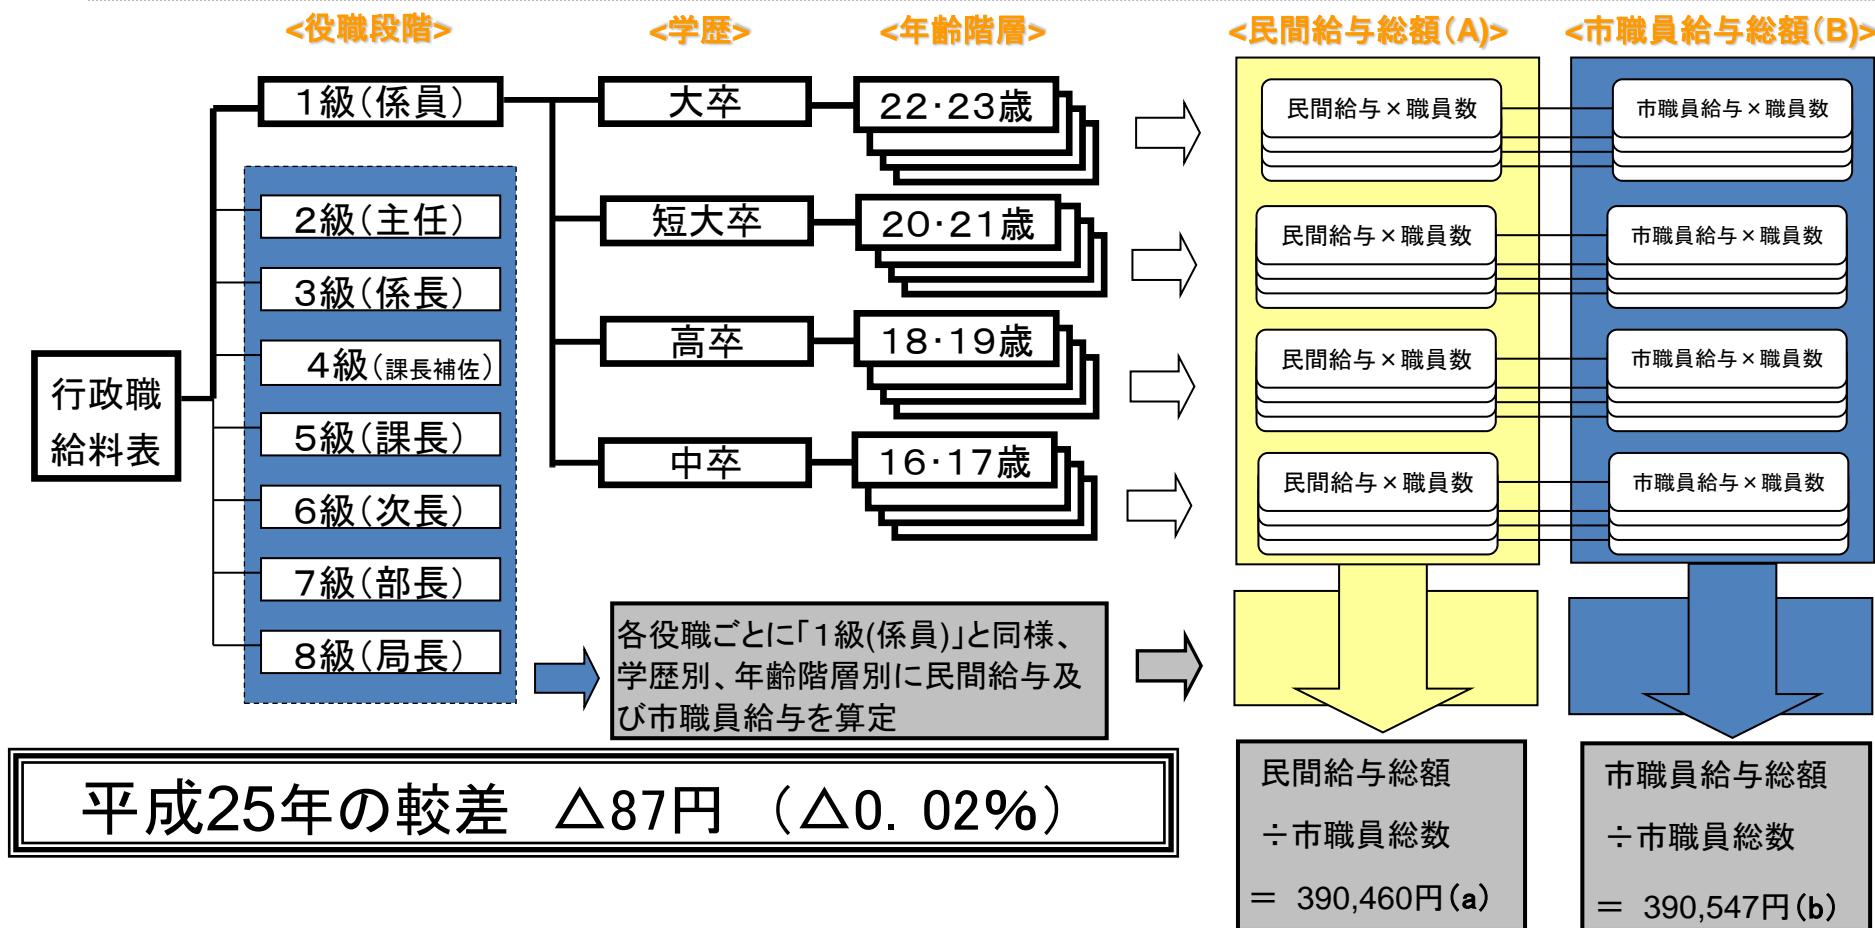 <役職段階>
<学歴>
<年齢階層>
<民間給与総額(A)>
<市職員給与総額(B)>
行政職
給料表
1級(係員)
2級(主任)
3級(係長)
4級(課長補佐)
5級(課長)
6級(次長)
7級(部長)
8級(局長)
大卒
22・23歳
短大卒
20・21歳
高卒
18・19歳
中卒
16・17歳
民間給与×職員数
市職員給与×職員数
民間給与×職員数
市職員給与×職員数
民間給与×職員数
市職員給与×職員数
民間給与×職員数
市職員給与×職員数
各役職ごとに「1級(係員)」と同様、
学歴別、年齢階層別に民間給与及
び市職員給与を算定
平成25年の較差 △87円 (△0.02%)
民間給与総額
÷市職員総数
= 390,460円(a)
市職員給与総額
÷市職員総数
= 390,547円(b)